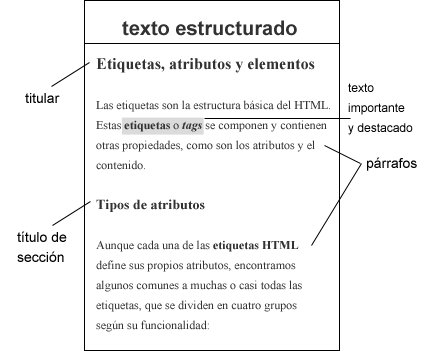 texto estructurado
Etiquetas, atributos y elementos
titular
Las etiquetas son la estructura básica del HTML.
Estas etiquetas o tags se componen y contienen
otras propiedades, como son los atributos y el
contenido.
texto
importante
y destacado
párrafos
Tipos de atributos
título de
sección
Aunque cada una de las etiquetas HTML
define sus propios atributos, encontramos
algunos comunes a muchas o casi todas las
etiquetas, que se dividen en cuatro grupos
según su funcionalidad: